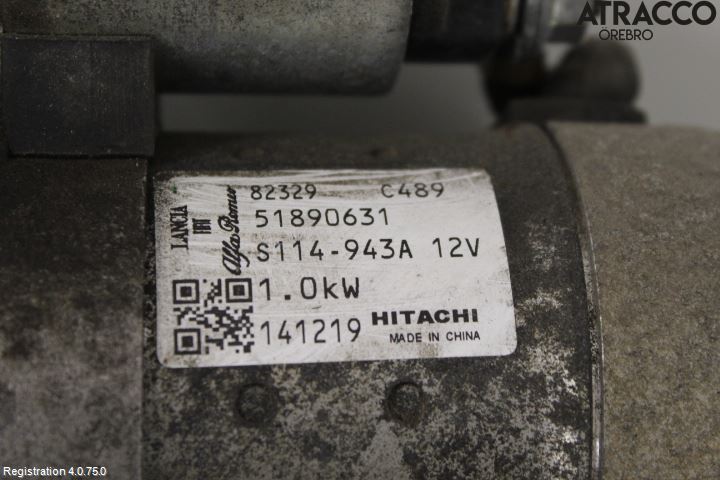 ATRACCO
ÖREBRO
82329 C489
LANCIA
FIAT
Alfa Romeo
51890631
S114-943A 12V
1.0kW
141219 HITACHI
MADE IN CHINA
Registration 4.0.75.0